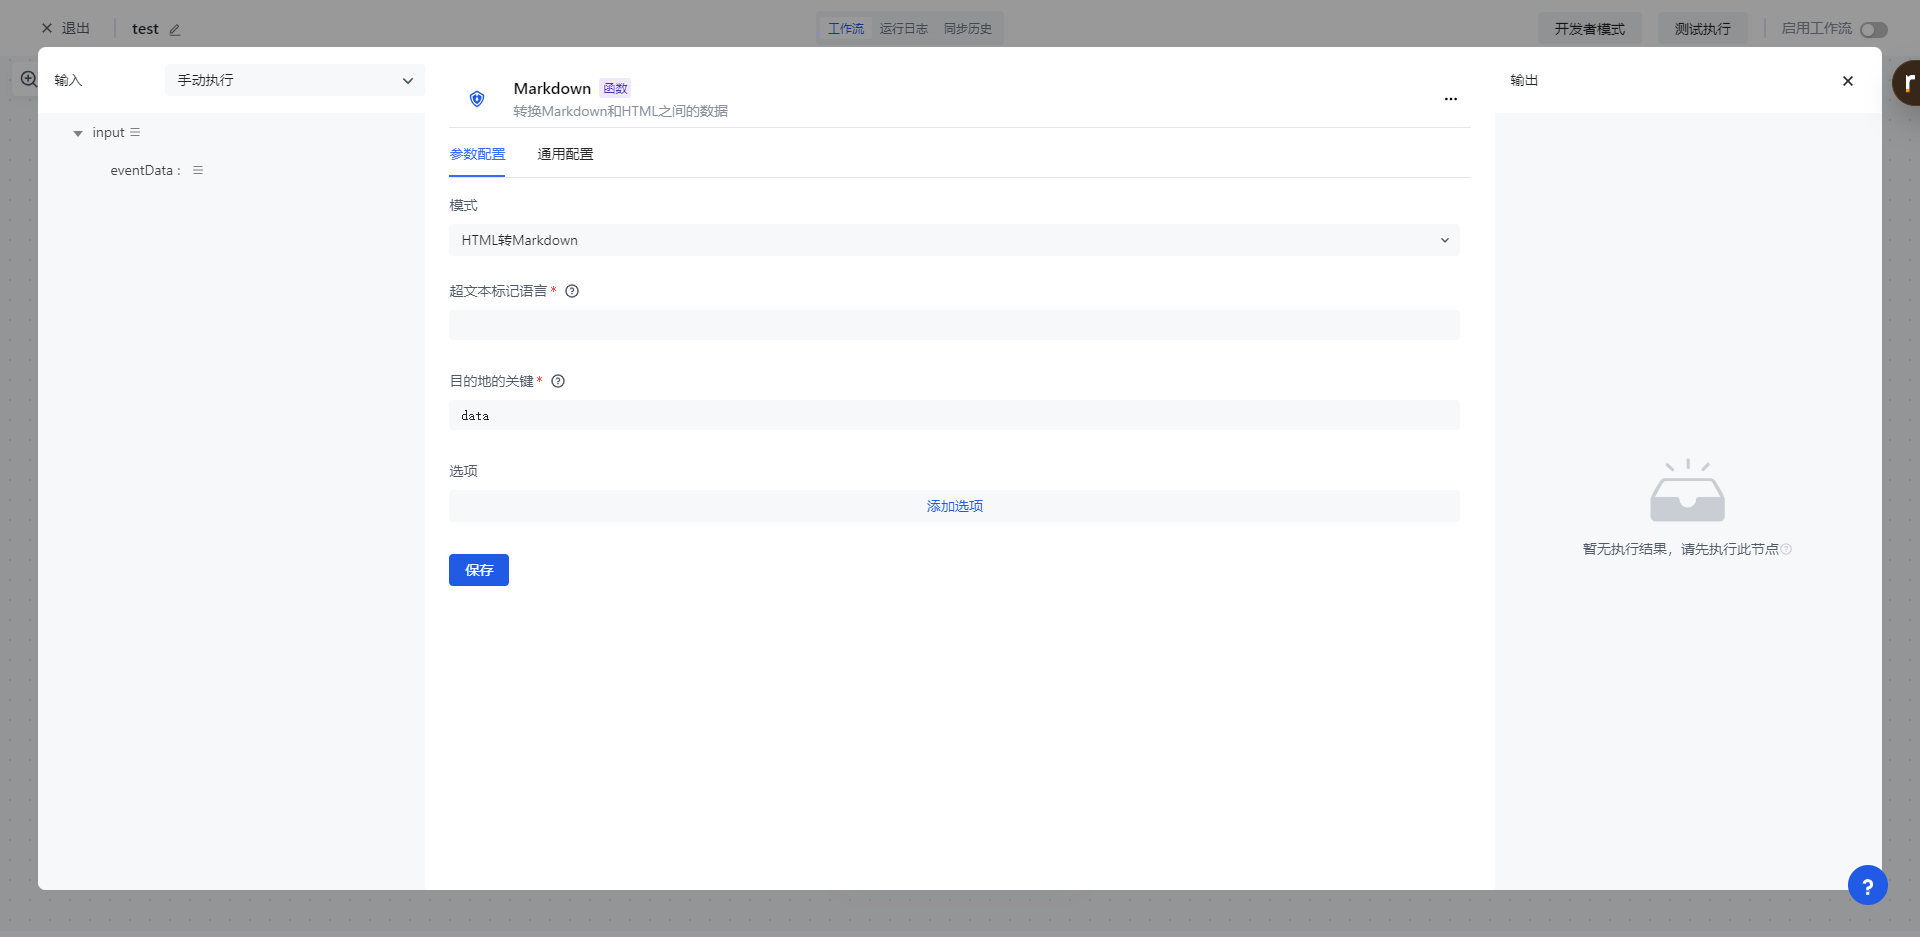 退出
test
工作流 运行日志 同步历史
开发者模式
测试执行
启用工作流
输入
手动执行
input
eventData :
Markdown 函数
转换Markdown和HTML之间的数据
参数配置 通用配置
模式
HTML转Markdown
超文本标记语言 *
目的地的关键 *
data
选项
添加选项
保存
输出
暂无执行结果，请先执行此节点
r
?